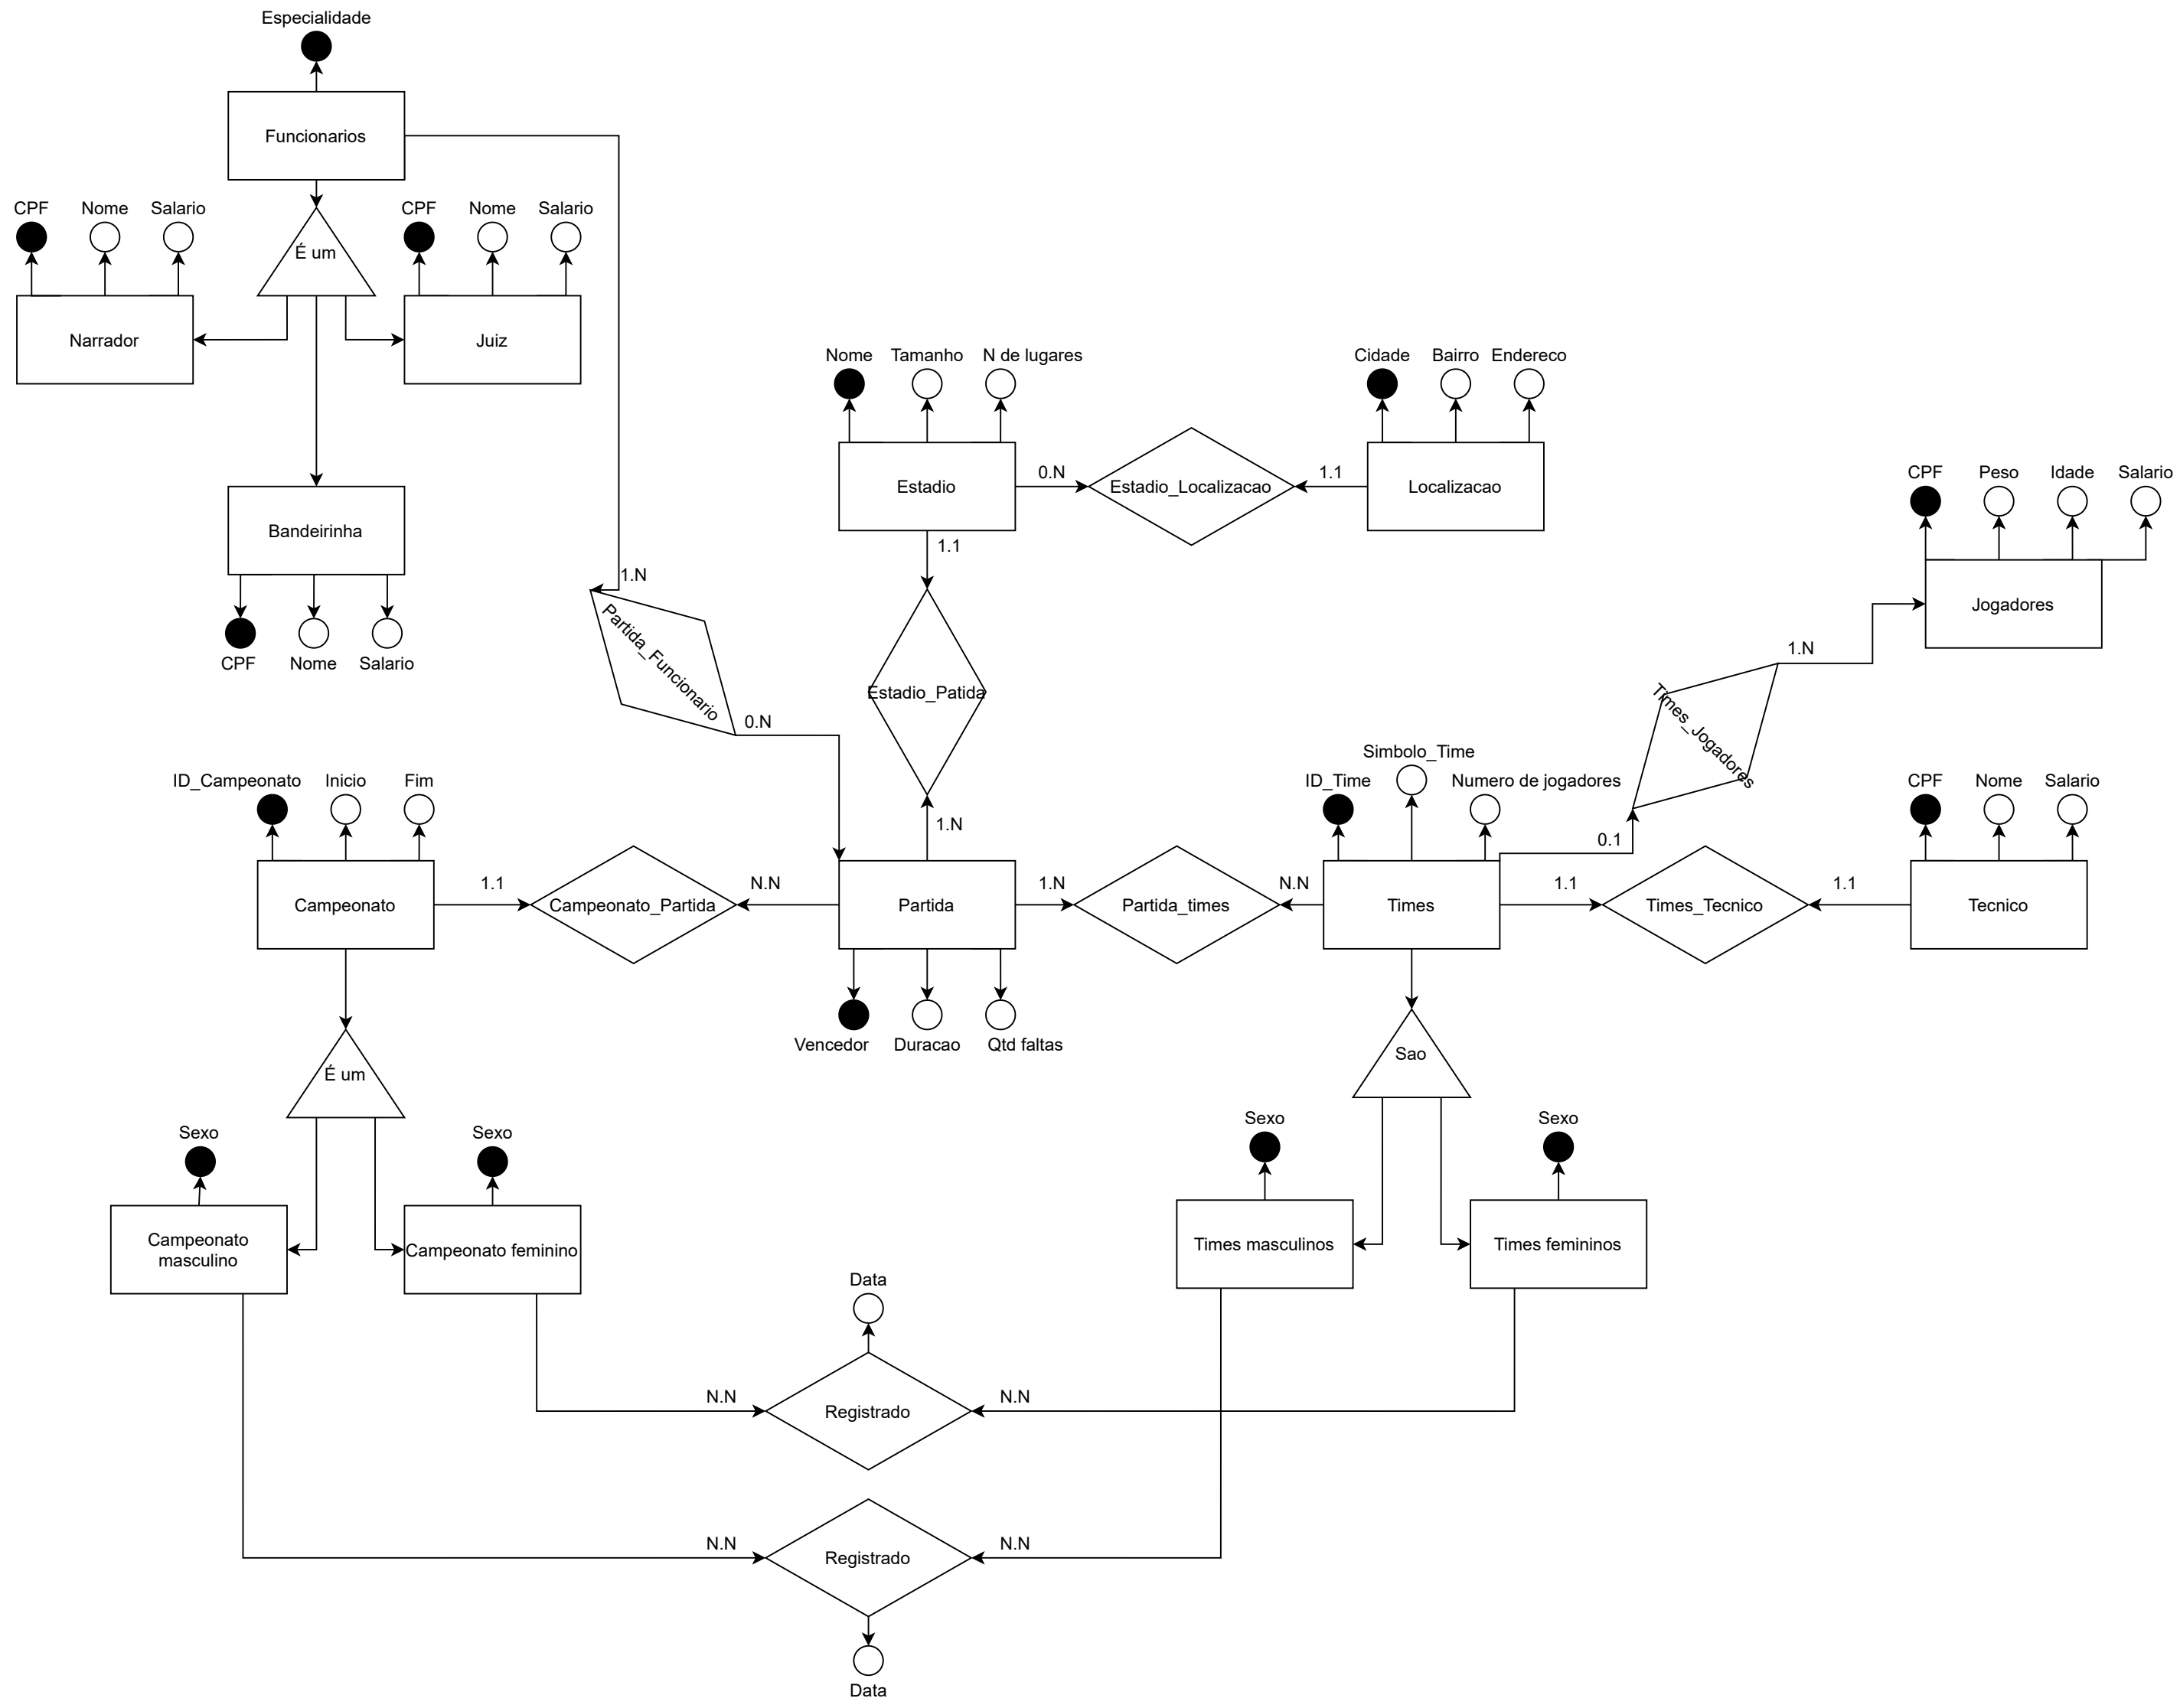 Especialidade
Funcionarios
CPF
Nome
Salario
CPF
Nome
Salario
É um
Narrador
Juiz
Nome
Tamanho
N de lugares
Cidade
Bairro
Endereco
0.N
1.1
Estadio
Estadio_Localizacao
Localizacao
CPF
Peso
Idade
Salario
Bandeirinha
1.1
1.N
Jogadores
CPF
Nome
Salario
Partida_Funcionario
1.N
Estadio_Patida
0.N
Times_Jogadores
Simbolo_Time
ID_Campeonato
Inicio
Fim
ID_Time
Numero de jogadores
CPF
Nome
Salario
1.N
0.1
1.1
N.N
1.N
N.N
1.1
1.1
Campeonato
Campeonato_Partida
Partida
Partida_times
Times
Times_Tecnico
Tecnico
Vencedor
Duracao
Qtd faltas
Sao
É um
Sexo
Sexo
Sexo
Sexo
Campeonato
masculino
Campeonato feminino
Times masculinos
Times femininos
Data
N.N
N.N
Registrado
N.N
N.N
Registrado
Data